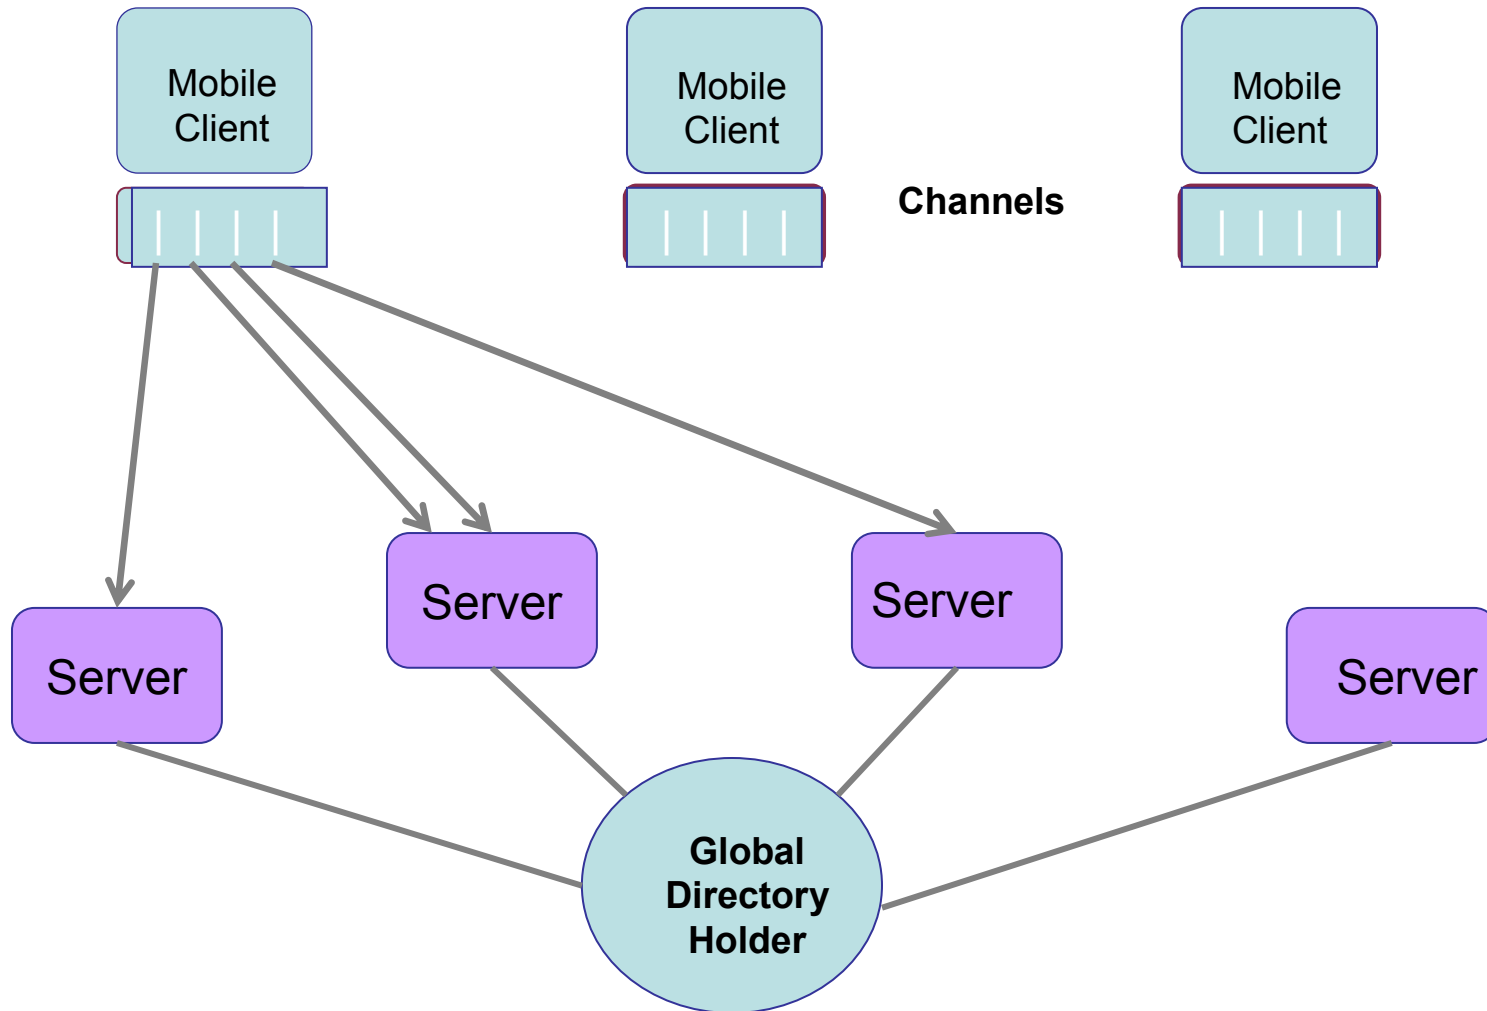 Mobile
Client
Mobile
Client
Mobile
Client
Channels
Server
Server
Server
Server
Global
Directory
Holder